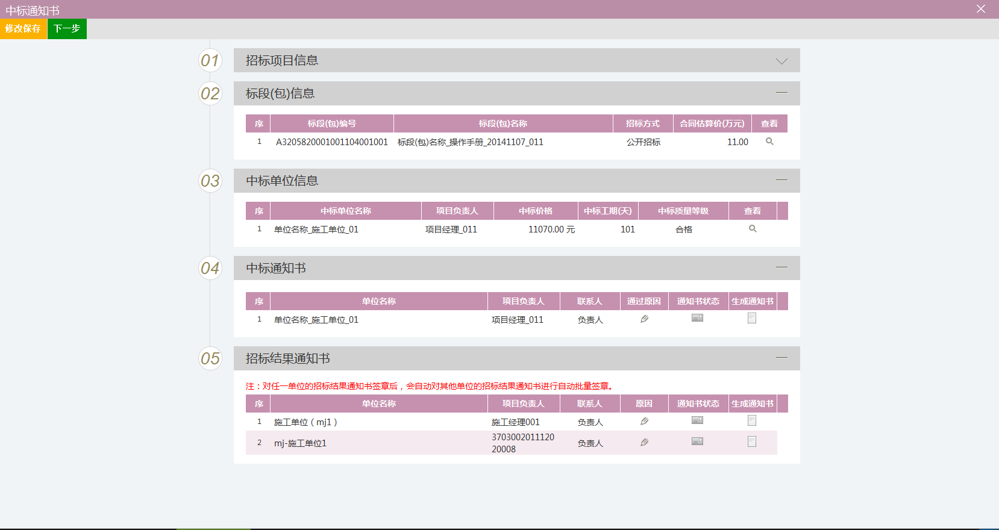 中标通知书
修改保存 下一步
01 招标项目信息
02 标段(包)信息
序 标段(包)编号 标段(包)名称 招标方式 合同估算价(万元) 查看
1 A3205820001001104001001 标段(包)名称_操作手册_20141107_011 公开招标 11.00
03 中标单位信息
序 中标单位名称 项目负责人 中标价格 中标工期(天) 中标质量等级 查看
1 单位名称_施工单位_01 项目经理_011 11070.00 元 101 合格
04 中标通知书
序 单位名称 项目负责人 联系人 通过原因 通知书状态 生成通知书
1 单位名称_施工单位_01 项目经理_011 负责人
05 招标结果通知书
注：对任一单位的招标结果通知书签章后，会自动对其他单位的招标结果通知书进行自动批量签章。
序 单位名称 项目负责人 联系人 原因 通知书状态 生成通知书
1 施工单位（mj1） 施工经理001 负责人
2 mj-施工单位1 3703002011120 负责人
20008